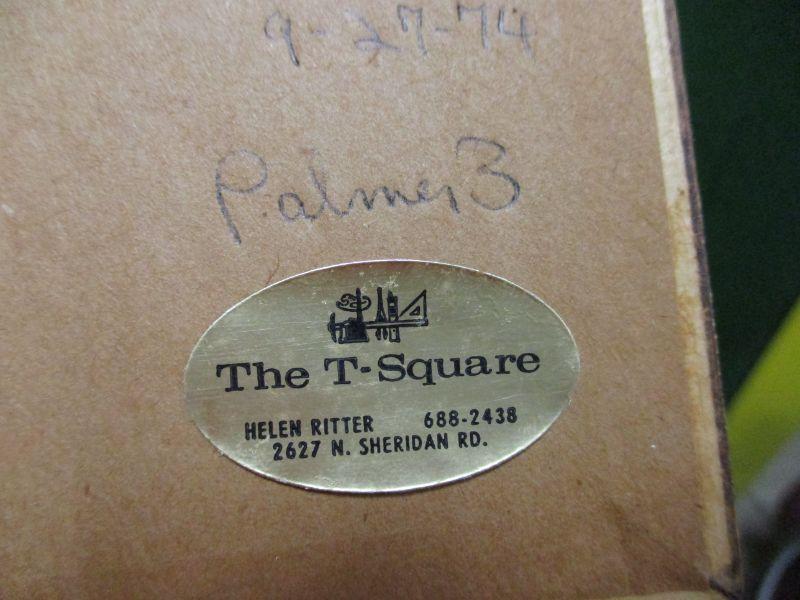 9-27-74
Palmer 3
The T-Square
HELEN RITTER 688-2438
2627 N. SHERIDAN RD.